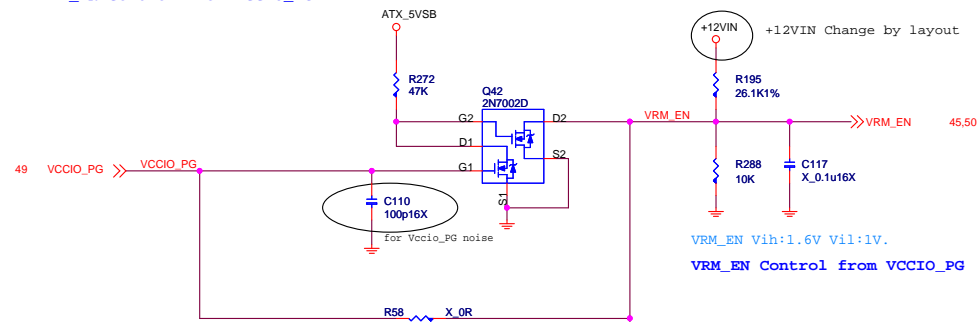 ATX_5VSB
+12VIN
+12VIN Change by layout
R272
47K
Q42
2N7002D
R195
26.1K1%
G2
D2
VRM_EN
VRM_EN
45,50
D1
S2
49
VCCIO_PG
VCCIO_PG
G1
R288
10K
C117
X_0.1u16X
S1
C110
100p16X
for Vccio_PG noise
VRM_EN Vih:1.6V Vil:1V.
VRM_EN Control from VCCIO_PG
R58
X_0R